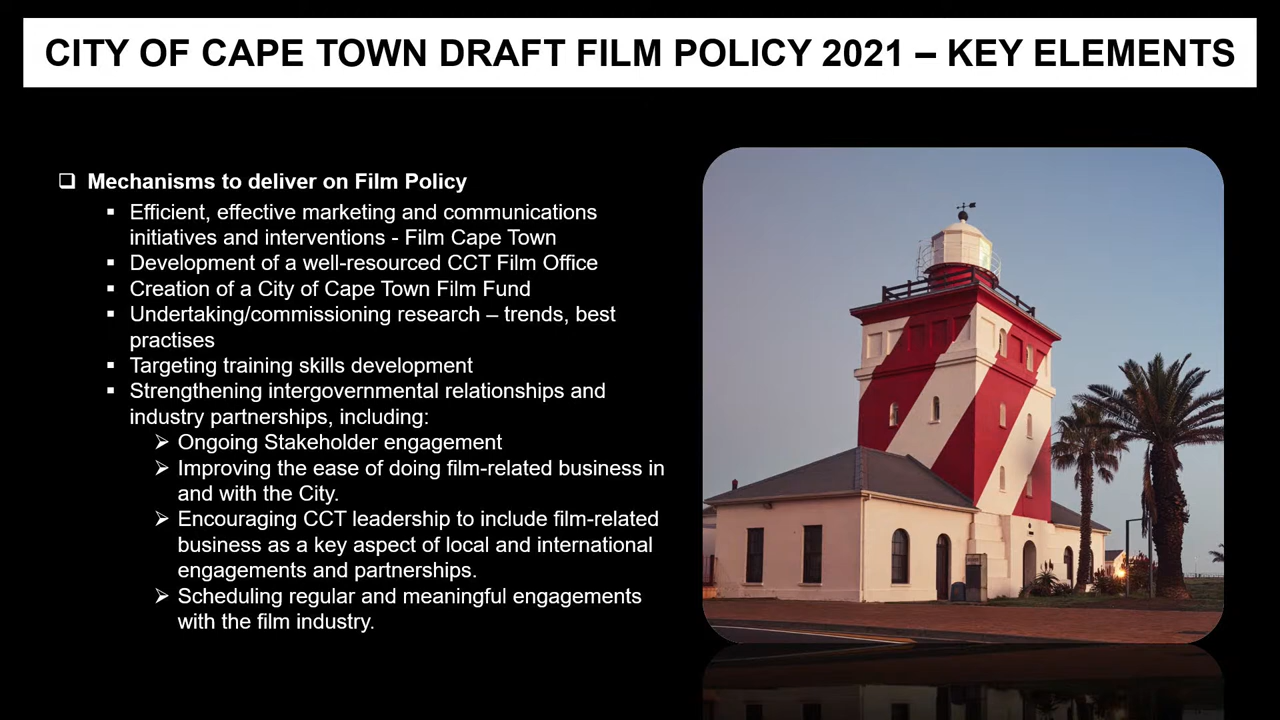 CITY OF CAPE TOWN DRAFT FILM POLICY 2021 – KEY ELEMENTS
Mechanisms to deliver on Film Policy
Efficient, effective marketing and communications
initiatives and interventions - Film Cape Town
Development of a well-resourced CCT Film Office
Creation of a City of Cape Town Film Fund
Undertaking/commissioning research – trends, best
practises
Targeting training skills development
Strengthening intergovernmental relationships and
industry partnerships, including:
Ongoing Stakeholder engagement
Improving the ease of doing film-related business in
and with the City.
Encouraging CCT leadership to include film-related
business as a key aspect of local and international
engagements and partnerships.
Scheduling regular and meaningful engagements
with the film industry.